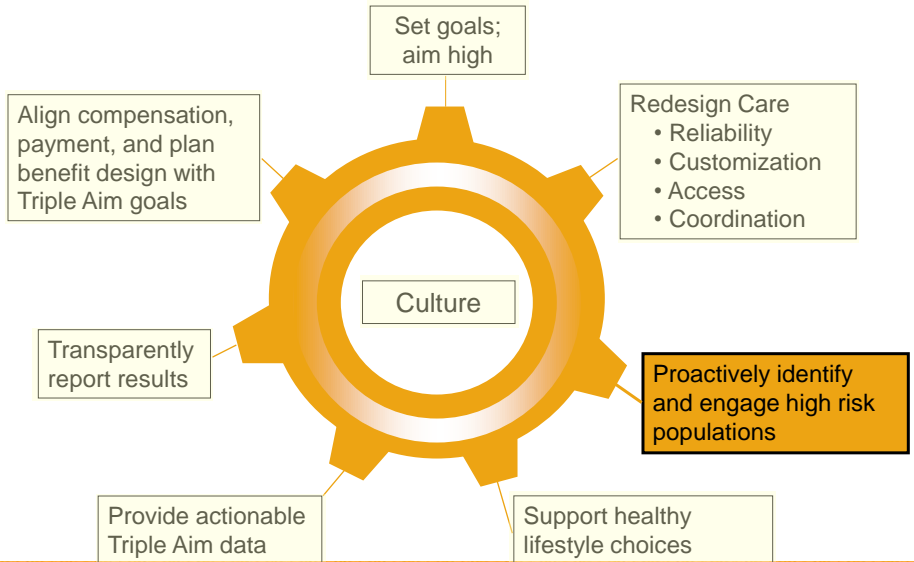 Set goals;
aim high
Redesign Care
• Reliability
• Customization
• Access
• Coordination
Proactively identify
and engage high risk
populations
Support healthy
lifestyle choices
Provide actionable
Triple Aim data
Transparently
report results
Align compensation,
payment, and plan
benefit design with
Triple Aim goals
Culture